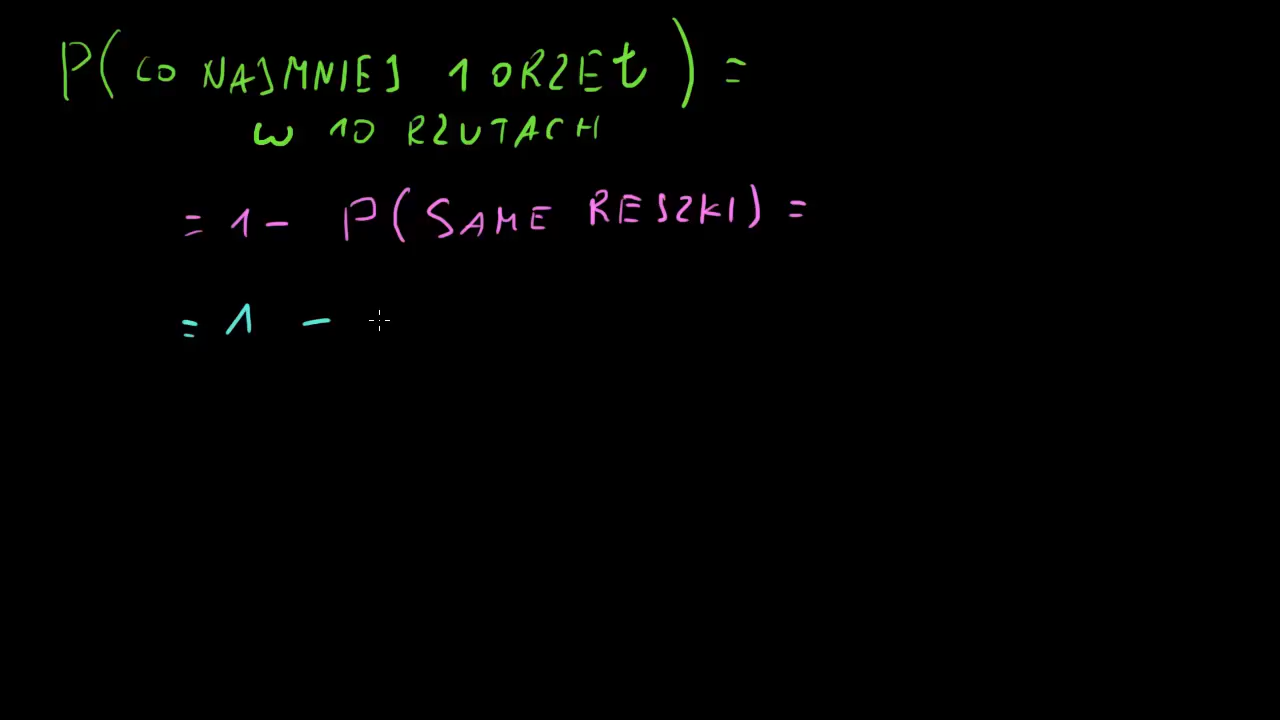 P(CO NAJMNIEJ 1 ORZEŁ) =
W 10 RZUTACH
= 1 - P(SAME RESZKI) =
= 1 -